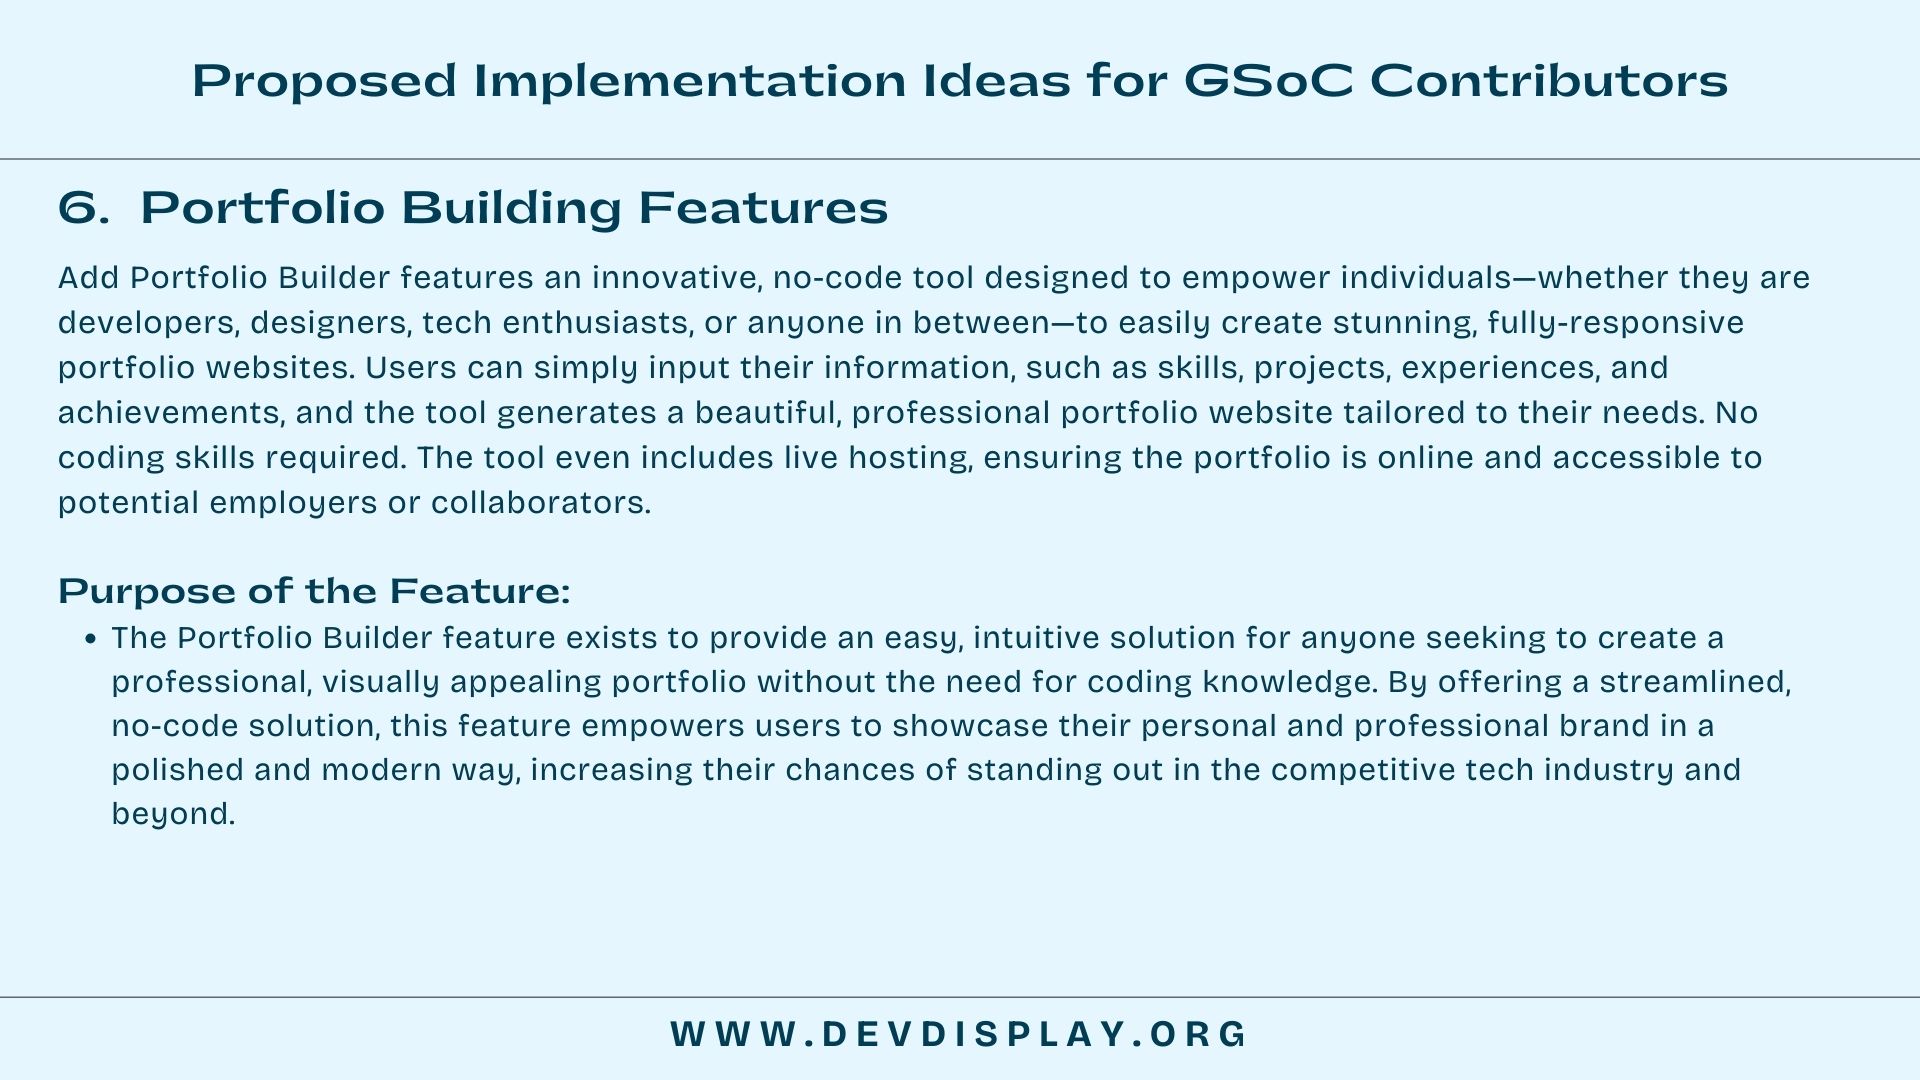 Proposed Implementation Ideas for GSoC Contributors
6. Portfolio Building Features
Add Portfolio Builder features an innovative, no-code tool designed to empower individuals—whether they are
developers, designers, tech enthusiasts, or anyone in between—to easily create stunning, fully-responsive
portfolio websites. Users can simply input their information, such as skills, projects, experiences, and
achievements, and the tool generates a beautiful, professional portfolio website tailored to their needs. No
coding skills required. The tool even includes live hosting, ensuring the portfolio is online and accessible to
potential employers or collaborators.
Purpose of the Feature:
• The Portfolio Builder feature exists to provide an easy, intuitive solution for anyone seeking to create a
professional, visually appealing portfolio without the need for coding knowledge. By offering a streamlined,
no-code solution, this feature empowers users to showcase their personal and professional brand in a
polished and modern way, increasing their chances of standing out in the competitive tech industry and
beyond.
WWW.DEVDISPLAY.ORG